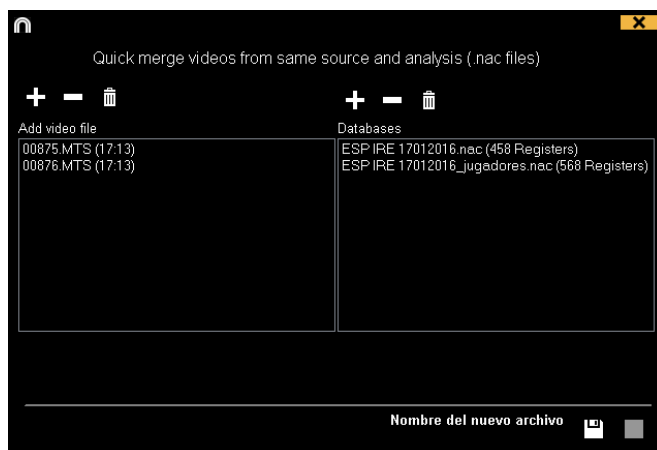 Quick merge videos from same source and analysis (.nac files)
Add video file
00875.MTS (17:13)
00876.MTS (17:13)
Databases
ESP IRE 17012016.nac (458 Registers)
ESP IRE 17012016_jugadores.nac (568 Registers)
Nombre del nuevo archivo